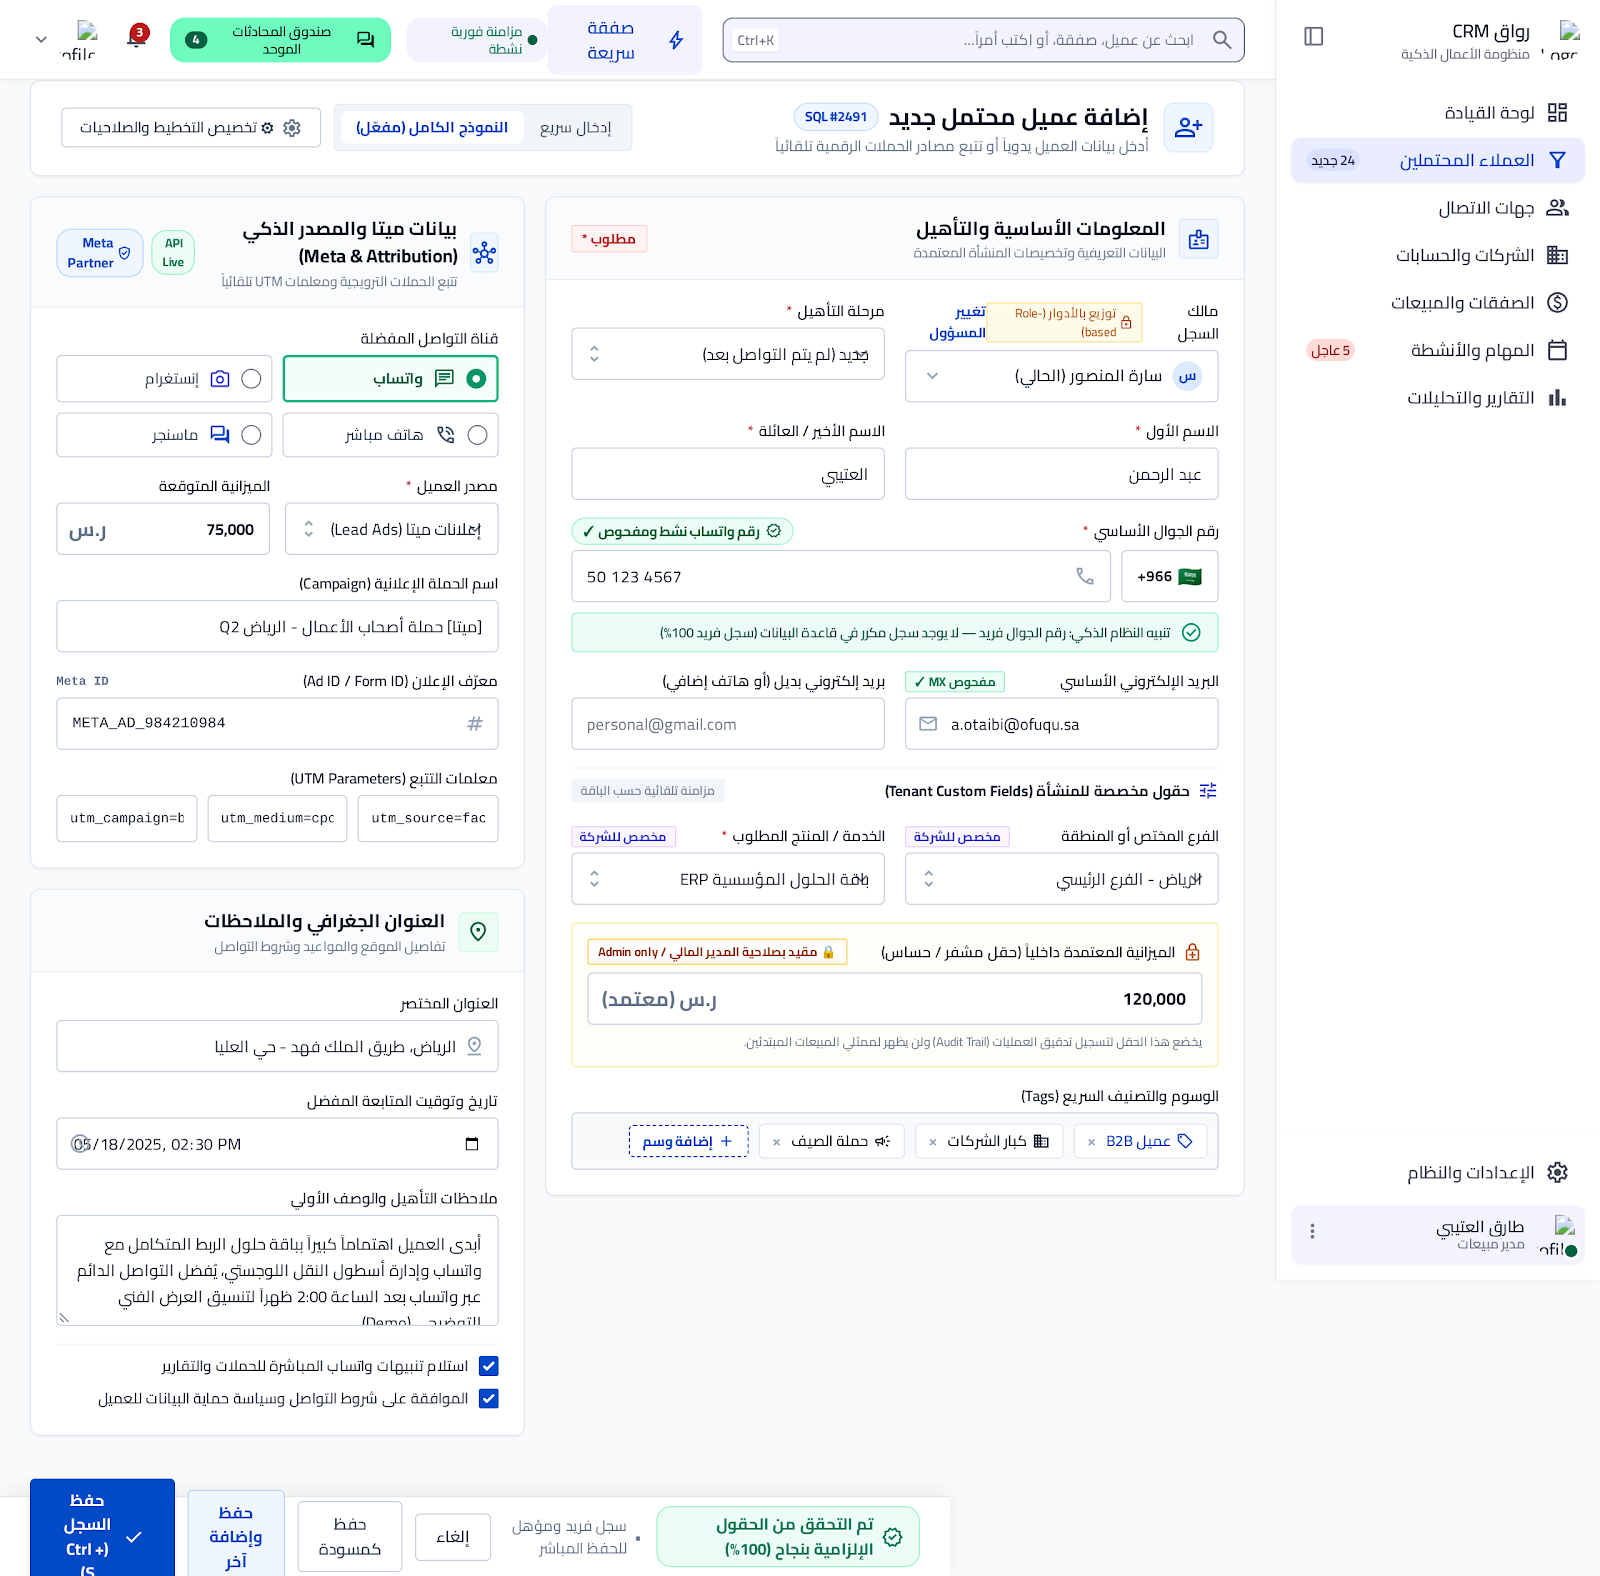 رواق CRM
منظومة الأعمال الذكية
لوحة القيادة
العملاء المحتملين
24 جديد
جهات الاتصال
الشركات والحسابات
الصفقات والمبيعات
المهام والأنشطة
5 عاجل
التقارير والتحليلات
الإعدادات والنظام
طارق العتيبي
مدير مبيعات
ابحث عن عميل، صفقة، أو اكتب أمراً...
Ctrl+K
صفقة
سريعة
مزامنة فورية
نشطة
صندوق المحادثات
الموحد
4
3
إضافة عميل محتمل جديد
SQL #2491
أدخل بيانات العميل يدوياً أو تتبع مصادر الحملات الرقمية تلقائياً
إدخال سريع
النموذج الكامل (مفعّل)
⚙ تخصيص التخطيط والصلاحيات
المعلومات الأساسية والتأهيل
البيانات التعريفية وتخصيصات المنشأة المعتمدة
مطلوب *
مالك
السجل
توزيع بالأدوار (Role-
based)
تغيير
المسؤول
س
سارة المنصور (الحالي)
مرحلة التأهيل *
جديد (لم يتم التواصل بعد)
الاسم الأول *
عبد الرحمن
الاسم الأخير / العائلة *
العتيبي
رقم الجوال الأساسي *
رقم واتساب نشط ومفحوص ✓
+966
50 123 4567
تنبيه النظام الذكي: رقم الجوال فريد — لا يوجد سجل مكرر في قاعدة البيانات (سجل فريد 100%)
البريد الإلكتروني الأساسي
مفحوص MX ✓
a.otaibi@ofuqu.sa
بريد إلكتروني بديل (أو هاتف إضافي)
personal@gmail.com
حقول مخصصة للمنشأة (Tenant Custom Fields)
مزامنة تلقائية حسب الباقة
الفرع المختص أو المنطقة
مخصص للشركة
الرياض - الفرع الرئيسي
الخدمة / المنتج المطلوب *
مخصص للشركة
باقة الحلول المؤسسية ERP
الميزانية المعتمدة داخلياً (حقل مشفر / حساس)
مقيد بصلاحية المدير المالي / Admin only
120,000
ر.س (معتمد)
يخضع هذا الحقل لتسجيل تدقيق العمليات (Audit Trail) ولن يظهر لممثلي المبيعات المبتدئين.
الوسوم والتصنيف السريع (Tags)
عميل B2B ×
كبار الشركات ×
حملة الصيف ×
+ إضافة وسم
بيانات ميتا والمصدر الذكي
(Meta & Attribution)
تتبع الحملات الترويجية ومعلمات UTM تلقائياً
API
Live
Meta
Partner
قناة التواصل المفضلة
واتساب
إنستغرام
هاتف مباشر
ماسنجر
مصدر العميل *
إعلانات ميتا (Lead Ads)
الميزانية المتوقعة
75,000
ر.س
اسم الحملة الإعلانية (Campaign)
[ميتا] حملة أصحاب الأعمال - الرياض Q2
معرّف الإعلان (Ad ID / Form ID)
Meta ID
META_AD_984210984
#
معلمات التتبع (UTM Parameters)
utm_source=fac
utm_medium=cpc
utm_campaign=b
العنوان الجغرافي والملاحظات
تفاصيل الموقع والمواعيد وشروط التواصل
العنوان المختصر
الرياض، طريق الملك فهد - حي العليا
تاريخ وتوقيت المتابعة المفضل
05/18/2025, 02:30 PM
ملاحظات التأهيل والوصف الأولي
أبدى العميل اهتماماً كبيراً بباقة حلول الربط المتكامل مع
واتساب وإدارة أسطول النقل اللوجستي، يُفضل التواصل الدائم
عبر واتساب بعد الساعة 2:00 ظهراً لتنسيق العرض الفني
التوضيحي (Demo)
استلام تنبيهات واتساب المباشرة للحملات والتقارير
الموافقة على شروط التواصل وسياسة حماية البيانات للعميل
تم التحقق من الحقول
الإلزامية بنجاح (100%)
• سجل فريد ومؤهل
للحفظ المباشر
إلغاء
حفظ
كمسودة
حفظ
وإضافة
آخر
حفظ
السجل
(Ctrl +
S)